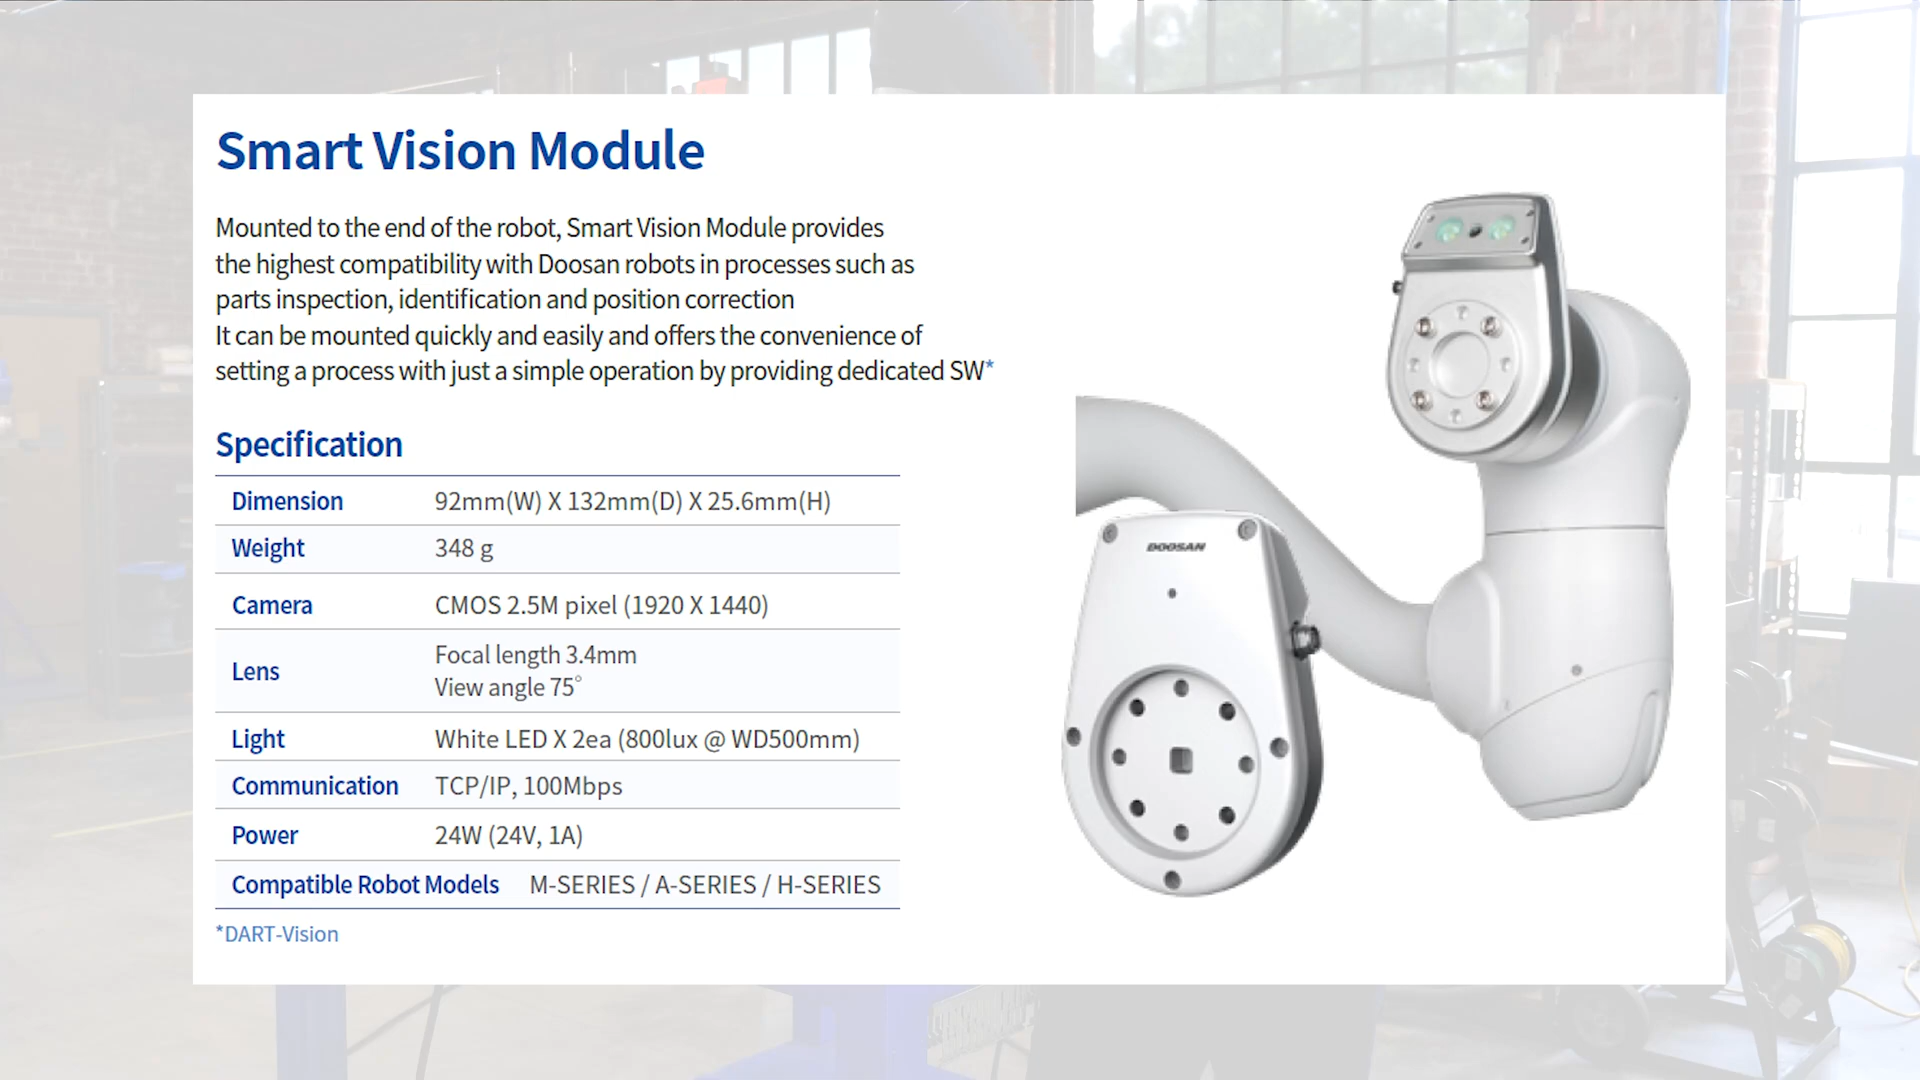 Smart Vision Module
Mounted to the end of the robot, Smart Vision Module provides
the highest compatibility with Doosan robots in processes such as
parts inspection, identification and position correction
It can be mounted quickly and easily and offers the convenience of
setting a process with just a simple operation by providing dedicated SW*
Specification
Dimension 92mm(W) X 132mm(D) X 25.6mm(H)
Weight 348 g
Camera CMOS 2.5M pixel (1920 X 1440)
Lens Focal length 3.4mm
View angle 75°
Light White LED X 2ea (800lux @ WD500mm)
Communication TCP/IP, 100Mbps
Power 24W (24V, 1A)
Compatible Robot Models M-SERIES / A-SERIES / H-SERIES
*DART-Vision
DOOSAN